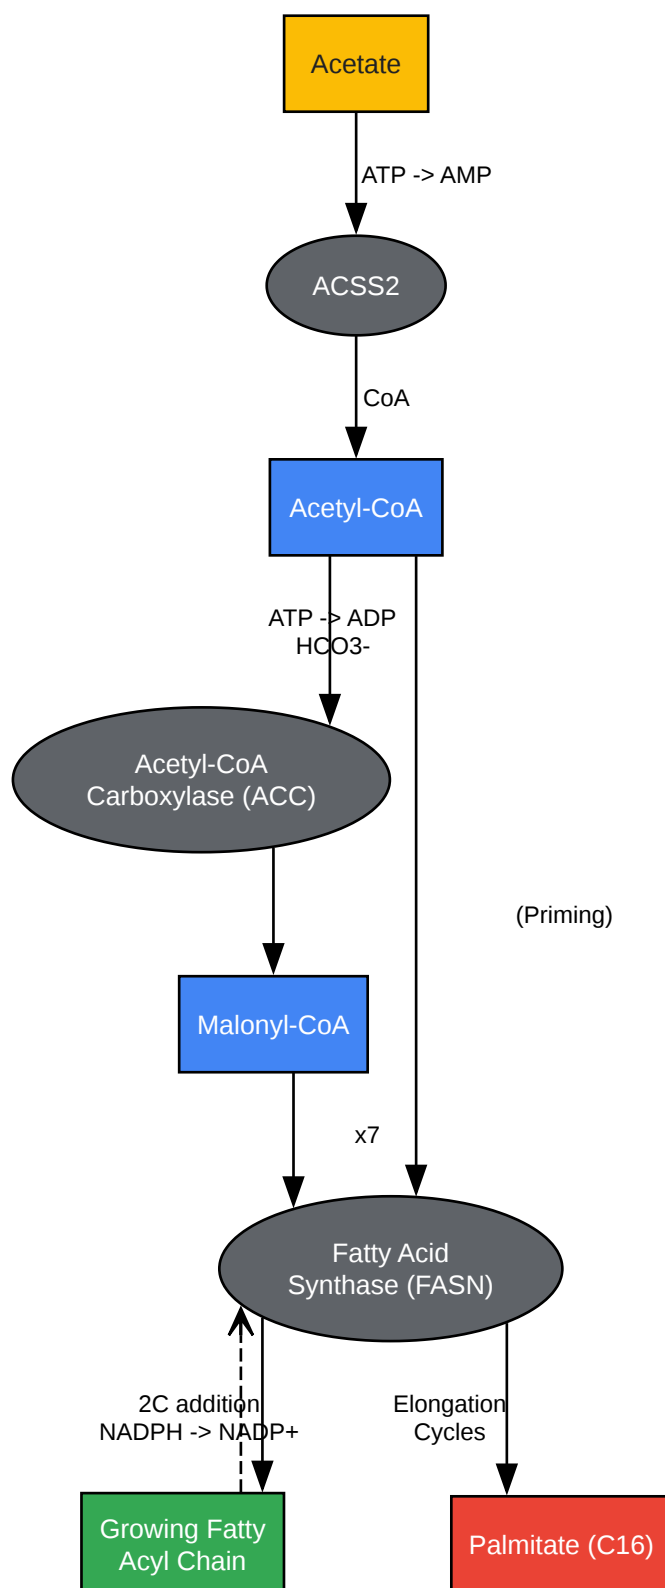 Acetate
ATP -> AMP
ACSS2
CoA
Acetyl-CoA
ATP -> ADP
HCO3-
Acetyl-CoA
Carboxylase (ACC)
(Priming)
Malonyl-CoA
x7
Fatty Acid
Synthase (FASN)
2C addition
NADPH -> NADP+
Elongation
Cycles
Growing Fatty
Acyl Chain
Palmitate (C16)